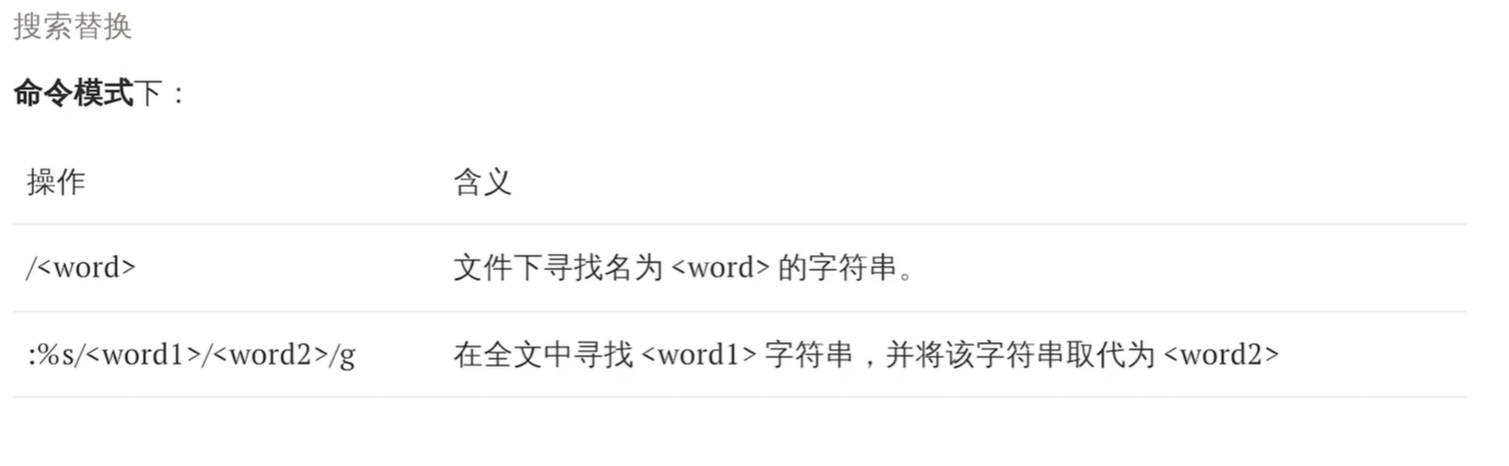 搜索替换
命令模式下：
操作 含义
/<word> 文件下寻找名为 <word> 的字符串。
:%s/<word1>/<word2>/g 在全文中寻找 <word1> 字符串，并将该字符串取代为 <word2>